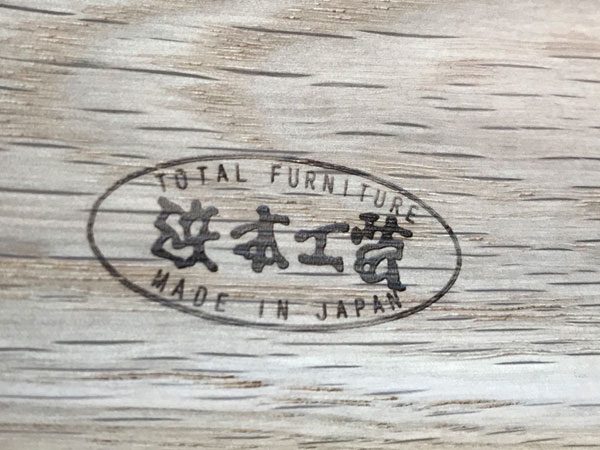 TOTAL FURNITURE
浜本工芸
MADE IN JAPAN